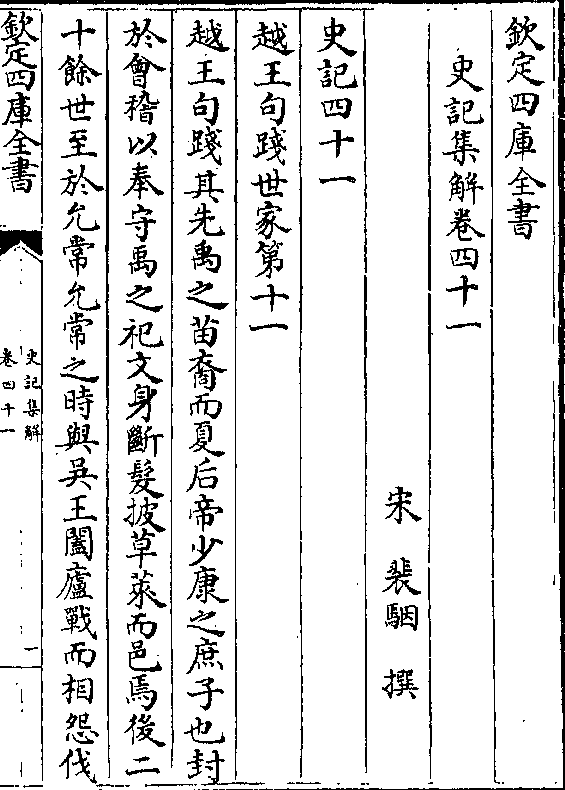 欽定四庫全書
史記集解卷四十一
宋 裴駰 撰
史記四十一
越王句踐世家第十一
越王句踐其先禹之苗裔而夏后帝少康之庶子也封
於會稽以奉守禹之祀文身斷髮披草萊而邑焉後二
十餘世至於允常允常之時與吳王闔廬戰而相怨伐
欽定四庫全書
史記集解
卷四十一
一